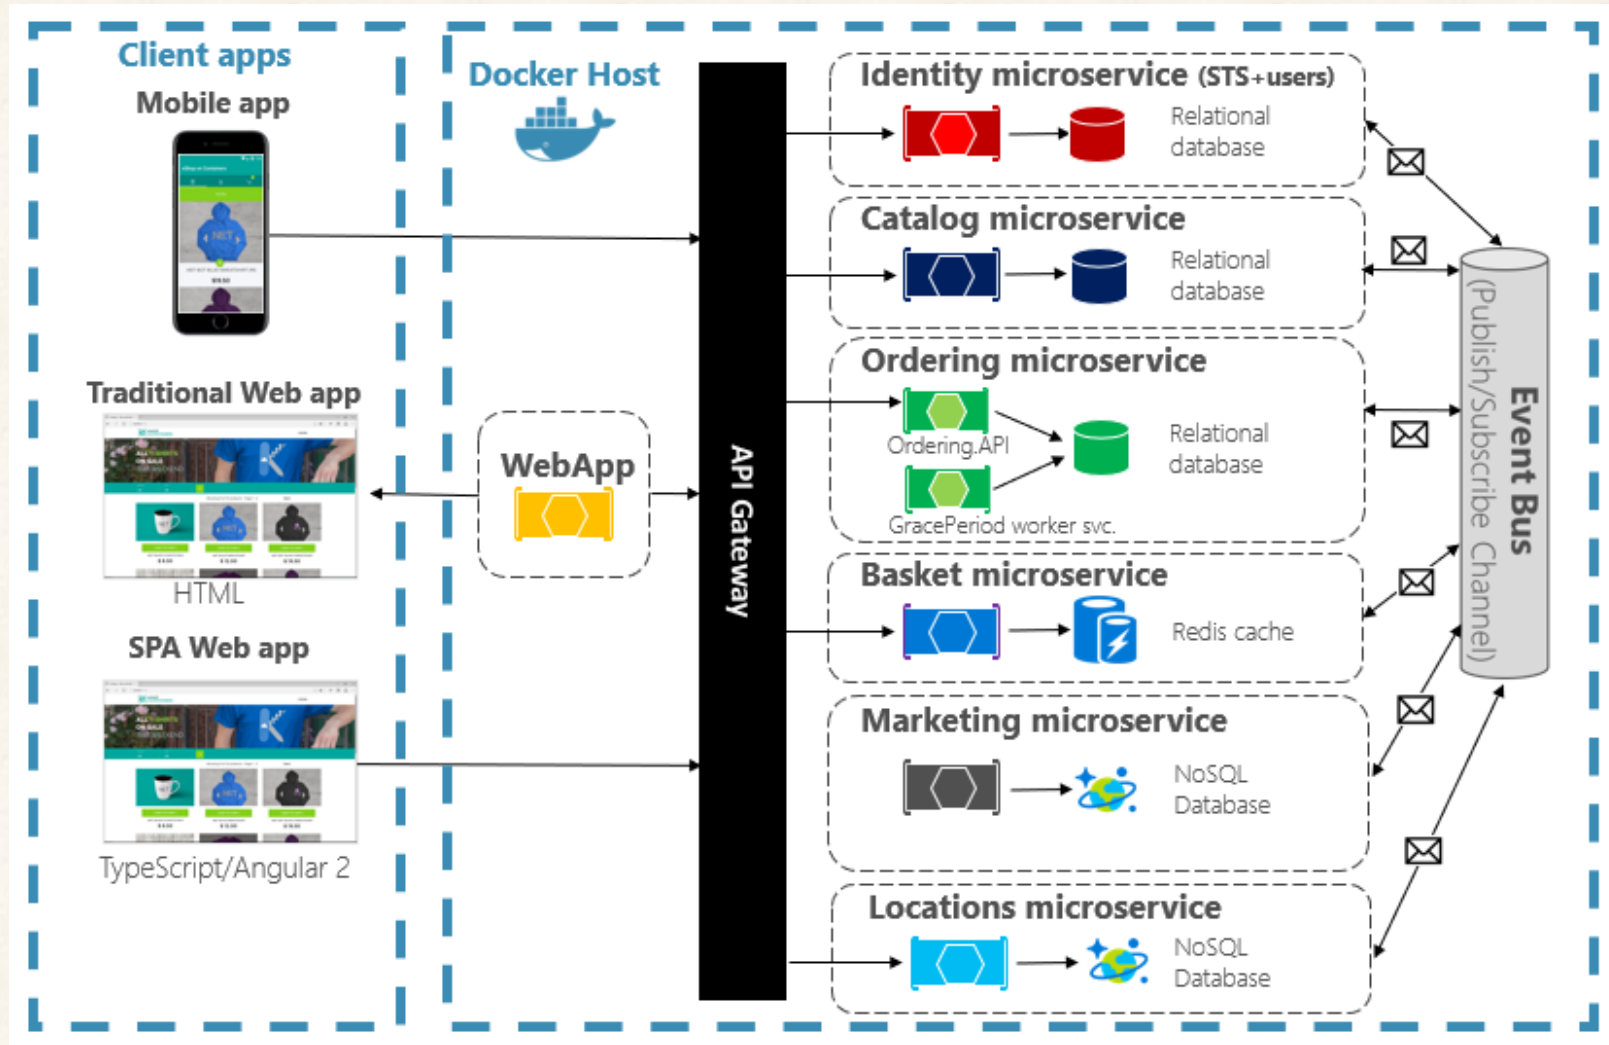 Client apps
Mobile app
Traditional Web app
HTML
SPA Web app
TypeScript/Angular 2
Docker Host
WebApp
API Gateway
Identity microservice (STS+users)
Relational
database
Catalog microservice
Relational
database
Ordering microservice
Ordering.API
Relational
database
GracePeriod worker svc.
Basket microservice
Redis cache
Marketing microservice
NoSQL
Database
Locations microservice
NoSQL
Database
Event Bus
(Publish/Subscribe Channel)